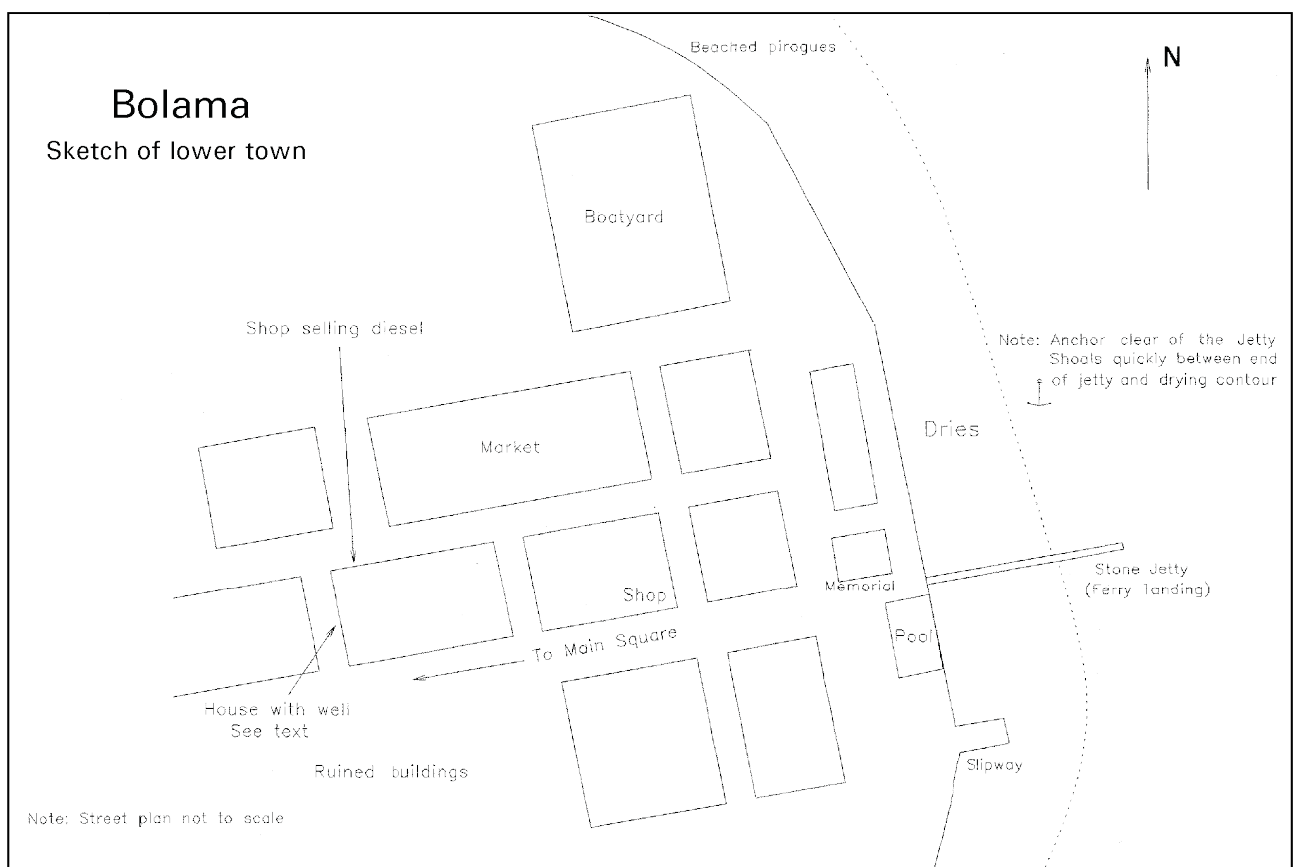 Beached pirogues
N
Bolama
Sketch of lower town
Boatyard
Shop selling diesel
Note: Anchor clear of the Jetty
Shoals quickly between end
of jetty and drying contour
Dries
Market
Stone Jetty
(Ferry landing)
Memorial
Shop
Pool
To Main Square
House with well
See text
Slipway
Ruined buildings
Note: Street plan not to scale